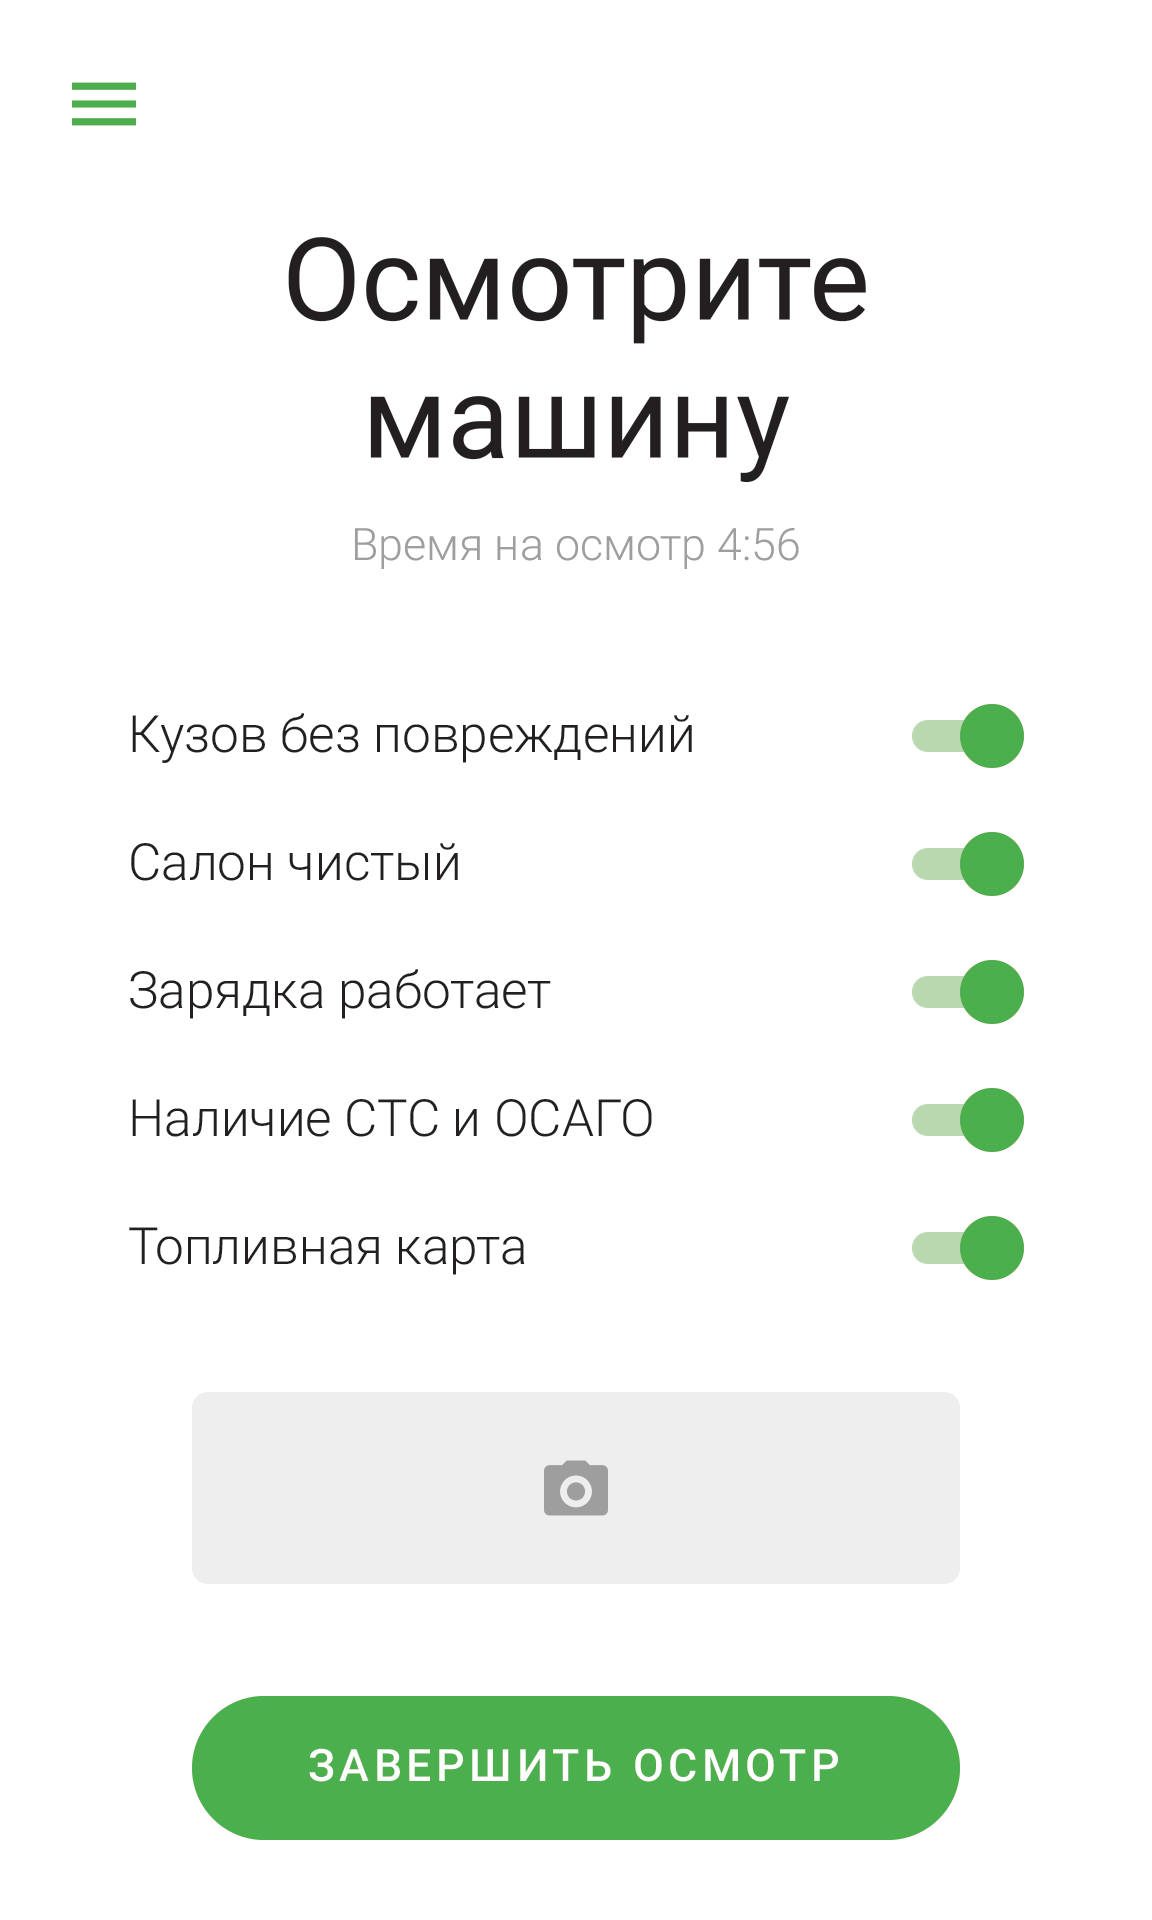 Осмотрите
машину
Время на осмотр 4:56
Кузов без повреждений
Салон чистый
Зарядка работает
Наличие СТС и ОСАГО
Топливная карта
ЗАВЕРШИТЬ ОСМОТР